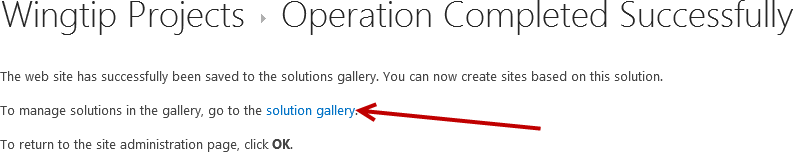 Wingtip Projects ▸ Operation Completed Successfully
The web site has successfully been saved to the solutions gallery. You can now create sites based on this solution.
To manage solutions in the gallery, go to the solution gallery.
To return to the site administration page, click OK.